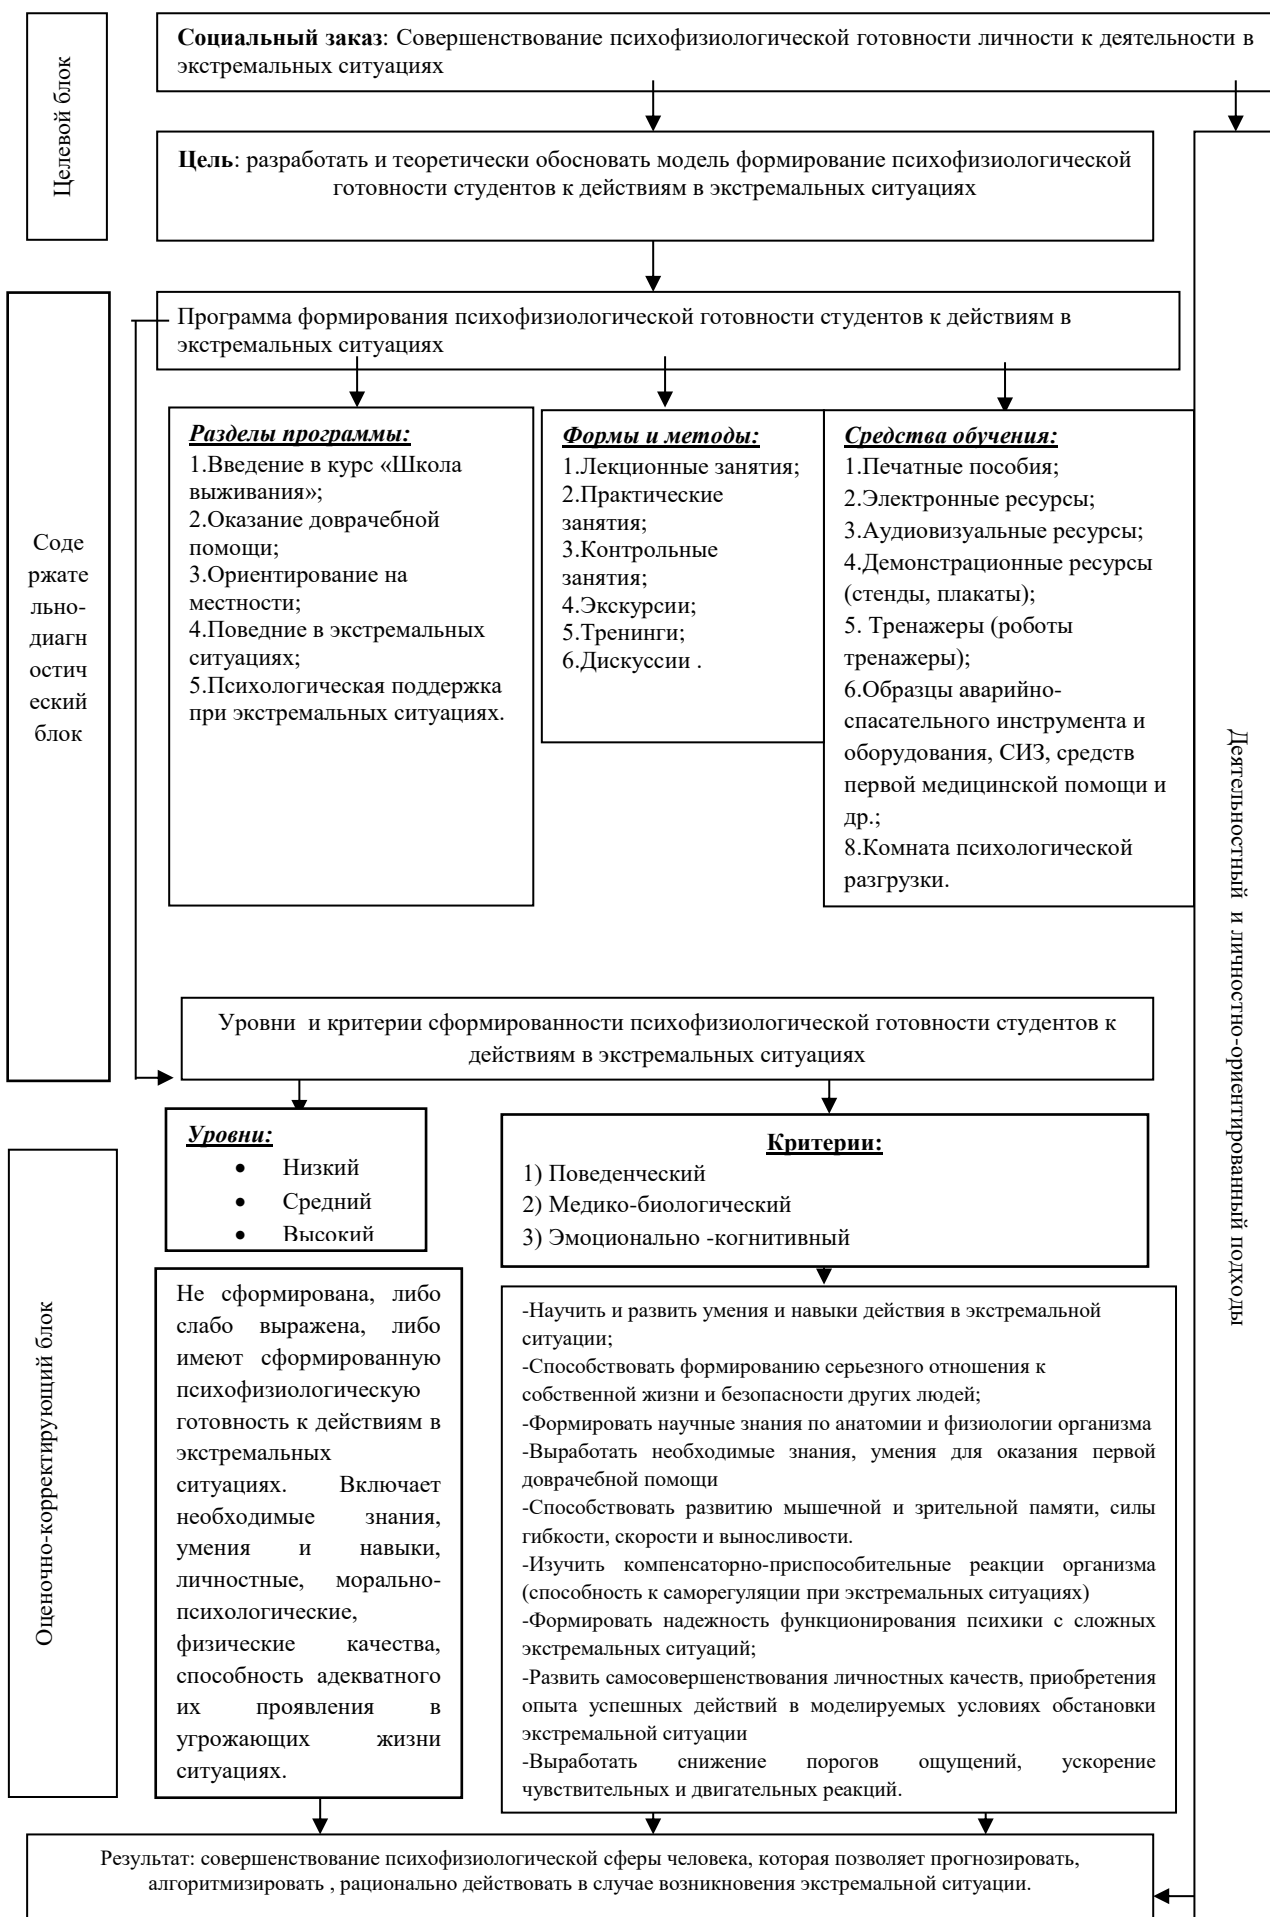 Целевой блок
Социальный заказ: Совершенствование психофизиологической готовности личности к деятельности в
экстремальных ситуациях
Цель: разработать и теоретически обосновать модель формирование психофизиологической
готовности студентов к действиям в экстремальных ситуациях
Соде
ржате
льно-
диагн
остич
еский
блок
Программа формирования психофизиологической готовности студентов к действиям в
экстремальных ситуациях
Разделы программы:
1.Введение в курс «Школа
выживания»;
2.Оказание доврачебной
помощи;
3.Ориентирование на
местности;
4.Поведние в экстремальных
ситуациях;
5.Психологическая поддержка
при экстремальных ситуациях.
Формы и методы:
1.Лекционные занятия;
2.Практические
занятия;
3.Контрольные
занятия;
4.Экскурсии;
5.Тренинги;
6.Дискуссии .
Средства обучения:
1.Печатные пособия;
2.Электронные ресурсы;
3.Аудиовизуальные ресурсы;
4.Демонстрационные ресурсы
(стенды, плакаты);
5. Тренажеры (роботы
тренажеры);
6.Образцы аварийно-
спасательного инструмента и
оборудования, СИЗ, средств
первой медицинской помощи и
др.;
8.Комната психологической
разгрузки.
Деятельностный и личностно-ориентированный подходы
Уровни и критерии сформированности психофизиологической готовности студентов к
действиям в экстремальных ситуациях
Оценочно-корректирующий блок
Уровни:
• Низкий
• Средний
• Высокий
Критерии:
1) Поведенческий
2) Медико-биологический
3) Эмоционально -когнитивный
Не сформирована, либо
слабо выражена, либо
имеют сформированную
психофизиологическую
готовность к действиям в
экстремальных
ситуациях. Включает
необходимые знания,
умения и навыки,
личностные, морально-
психологические,
физические качества,
способность адекватного
их проявления в
угрожающих жизни
ситуациях.
-Научить и развить умения и навыки действия в экстремальной
ситуации;
-Способствовать формированию серьезного отношения к
собственной жизни и безопасности других людей;
-Формировать научные знания по анатомии и физиологии организма
-Выработать необходимые знания, умения для оказания первой
доврачебной помощи
-Способствовать развитию мышечной и зрительной памяти, силы
гибкости, скорости и выносливости.
-Изучить компенсаторно-приспособительные реакции организма
(способность к саморегуляции при экстремальных ситуациях)
-Формировать надежность функционирования психики с сложных
экстремальных ситуаций;
-Развить самосовершенствования личностных качеств, приобретения
опыта успешных действий в моделируемых условиях обстановки
экстремальной ситуации
-Выработать снижение порогов ощущений, ускорение
чувствительных и двигательных реакций.
Результат: совершенствование психофизиологической сферы человека, которая позволяет прогнозировать,
алгоритмизировать , рационально действовать в случае возникновения экстремальной ситуации.